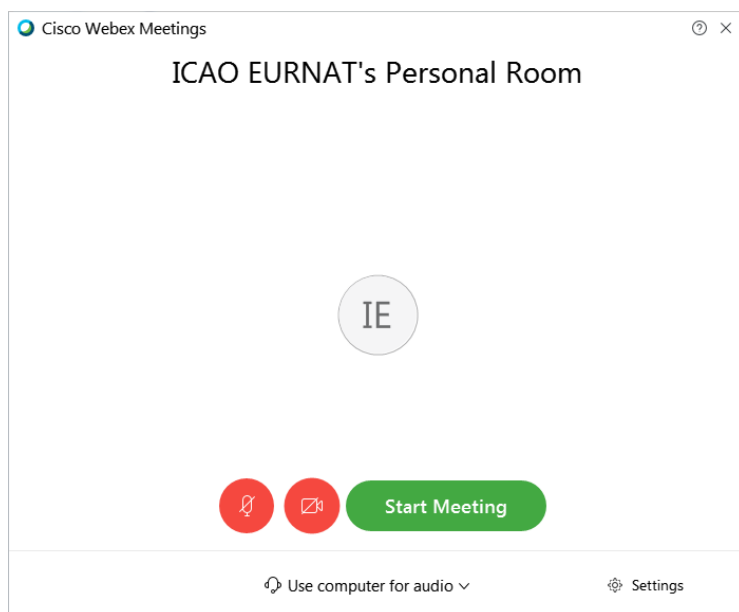 Cisco Webex Meetings
ICAO EURNAT's Personal Room
IE
Start Meeting
Use computer for audio
Settings